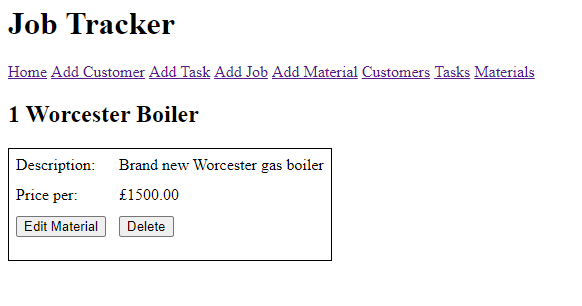 Job Tracker
Home Add Customer Add Task Add Job Add Material Customers Tasks Materials
1 Worcester Boiler
Description: Brand new Worcester gas boiler
Price per: £1500.00
Edit Material Delete